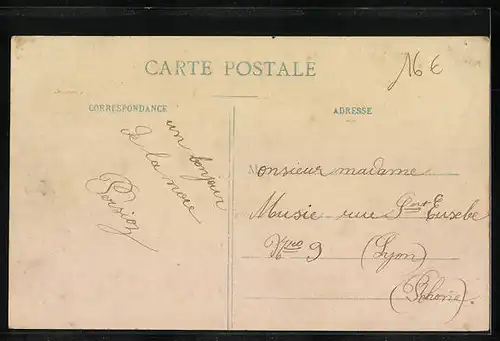 CARTE POSTALE
16 €
CORRESPONDANCE
ADRESSE
un bonjour
de la noce
Monsieur madame
Musie rue St Eusebe
No 9 (Lyon)
(Rhone).